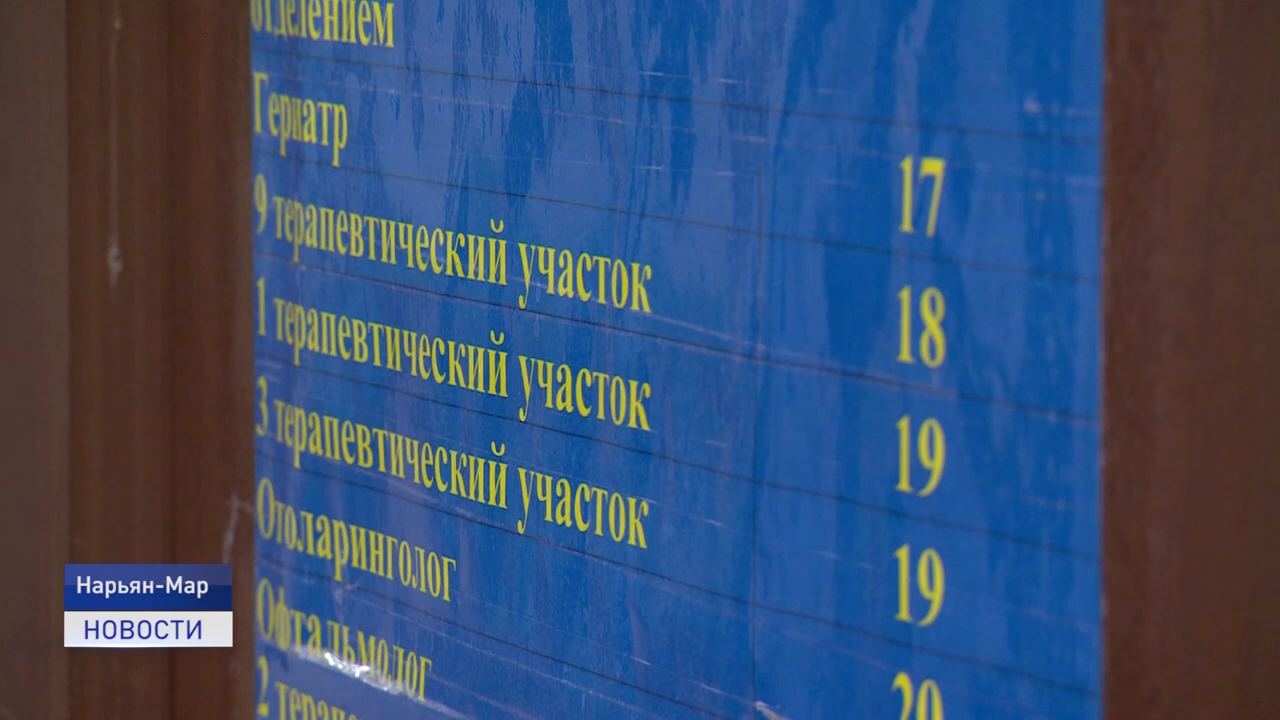 отделением
Гериатр 17
9 терапевтический участок 18
1 терапевтический участок 19
3 терапевтический участок 19
Отоларинголог 20
Офтальмолог
2
Нарьян-Мар
НОВОСТИ